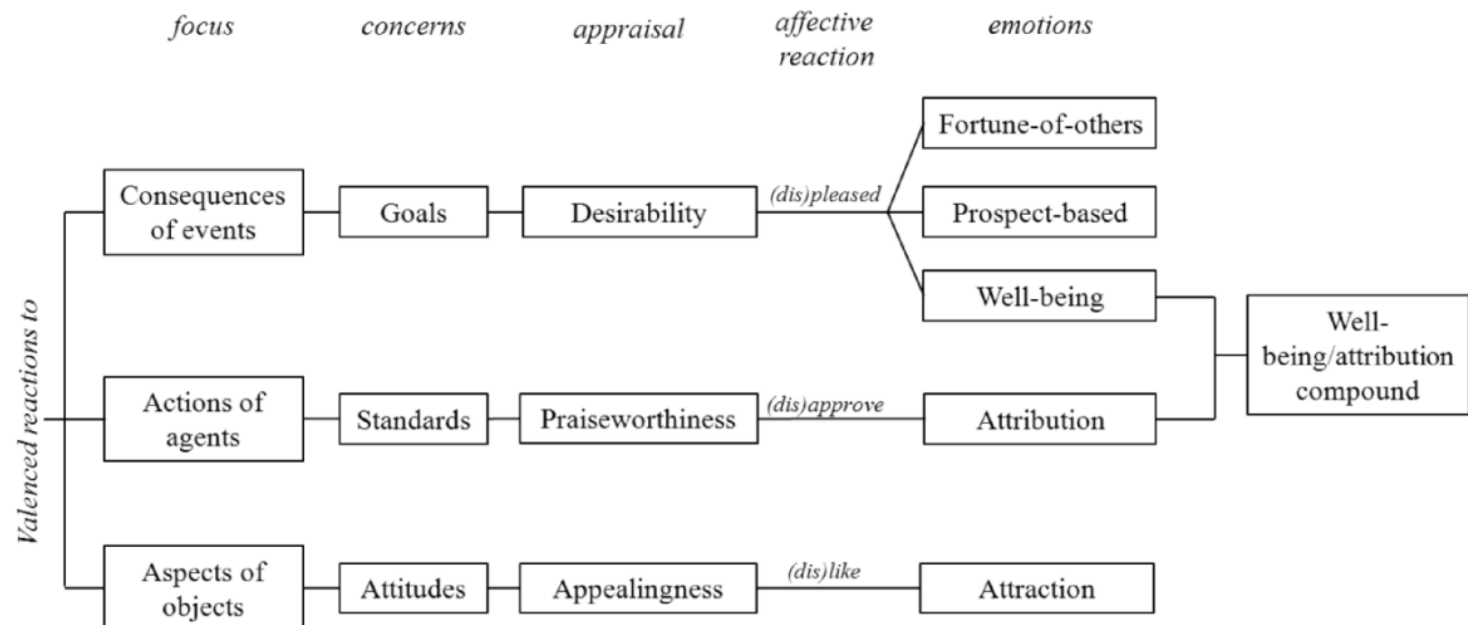 focus
concerns
appraisal
affective
reaction
emotions
Valenced reactions to
Consequences
of events
Goals
Desirability
(dis)pleased
Fortune-of-others
Prospect-based
Well-being
Well-
being/attribution
compound
Actions of
agents
Standards
Praiseworthiness
(dis)approve
Attribution
Aspects of
objects
Attitudes
Appealingness
(dis)like
Attraction